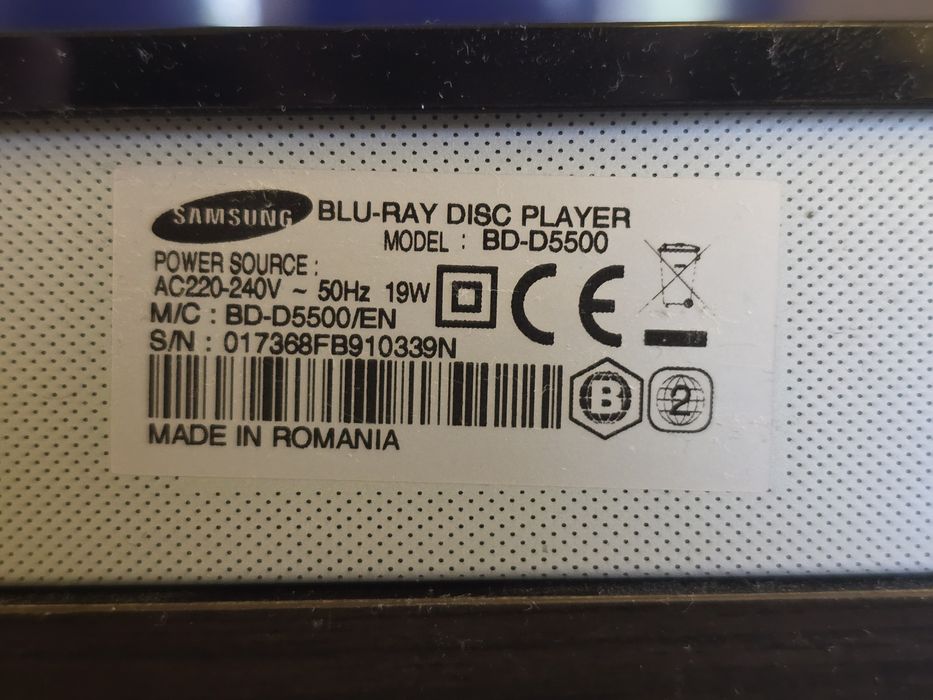 SAMSUNG BLU-RAY DISC PLAYER
MODEL : BD-D5500
POWER SOURCE :
AC220-240V ~ 50Hz 19W
M/C : BD-D5500/EN
S/N : 017368FB910339N
CE
B
2
MADE IN ROMANIA